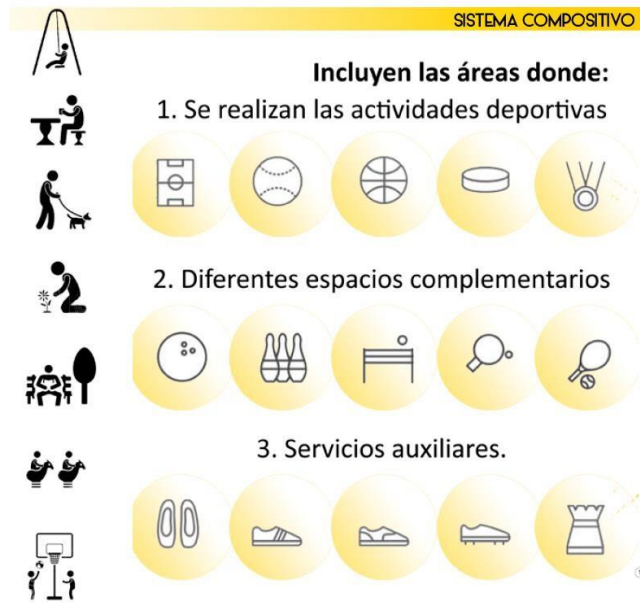 SISTEMA COMPOSITIVO
Incluyen las áreas donde:
1. Se realizan las actividades deportivas
2. Diferentes espacios complementarios
3. Servicios auxiliares.